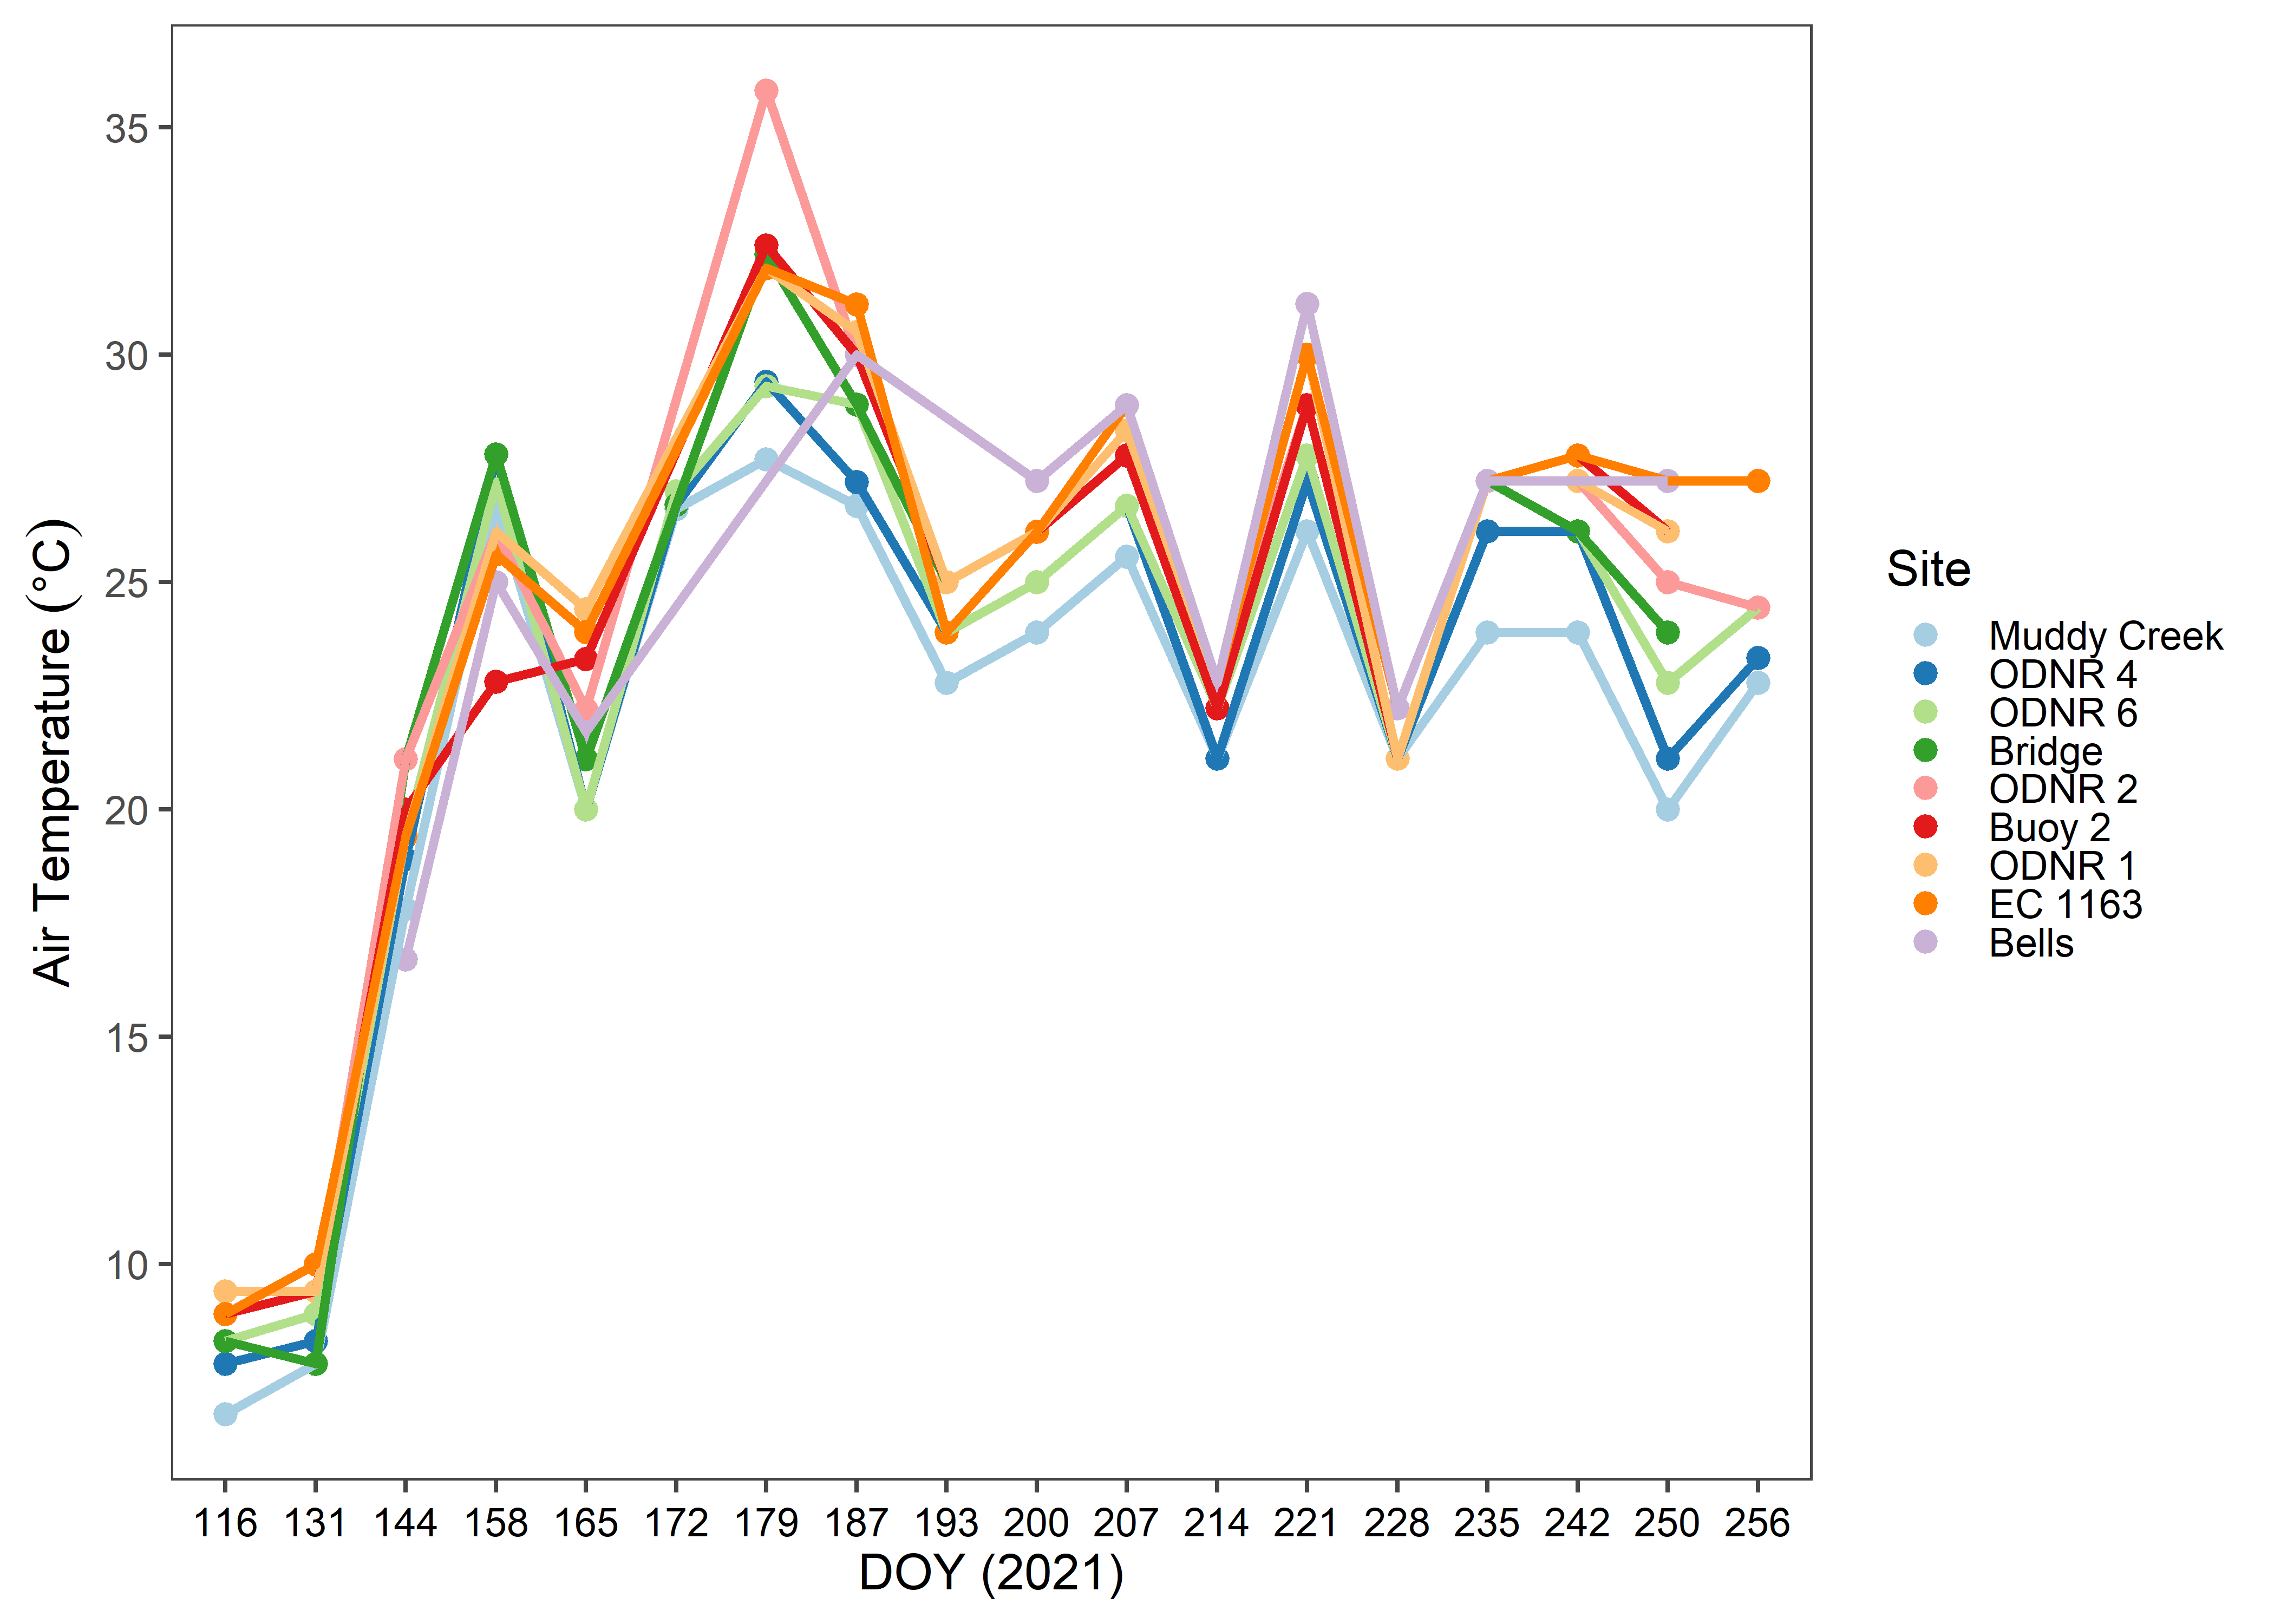 35
30
25
20
15
10
Air Temperature (°C)
116 131 144 158 165 172 179 187 193 200 207 214 221 228 235 242 250 256
DOY (2021)
Site
Muddy Creek
ODNR 4
ODNR 6
Bridge
ODNR 2
Buoy 2
ODNR 1
EC 1163
Bells